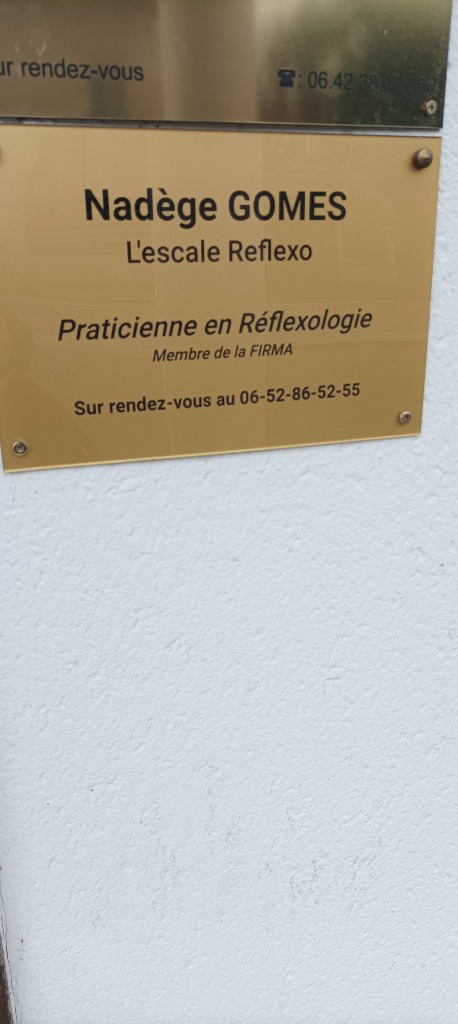 rendez-vous
☎: 06.42
Nadège GOMES
L'escale Reflexo
Praticienne en Réflexologie
Membre de la FIRMA
Sur rendez-vous au 06-52-86-52-55